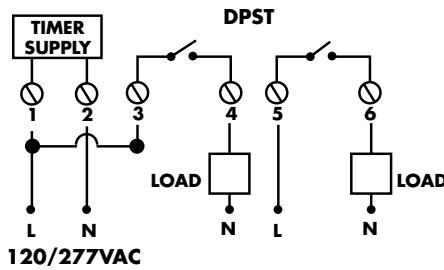 DPST
TIMER
SUPPLY
1 2 3 4 5 6
LOAD LOAD
L N N L N
120/277VAC